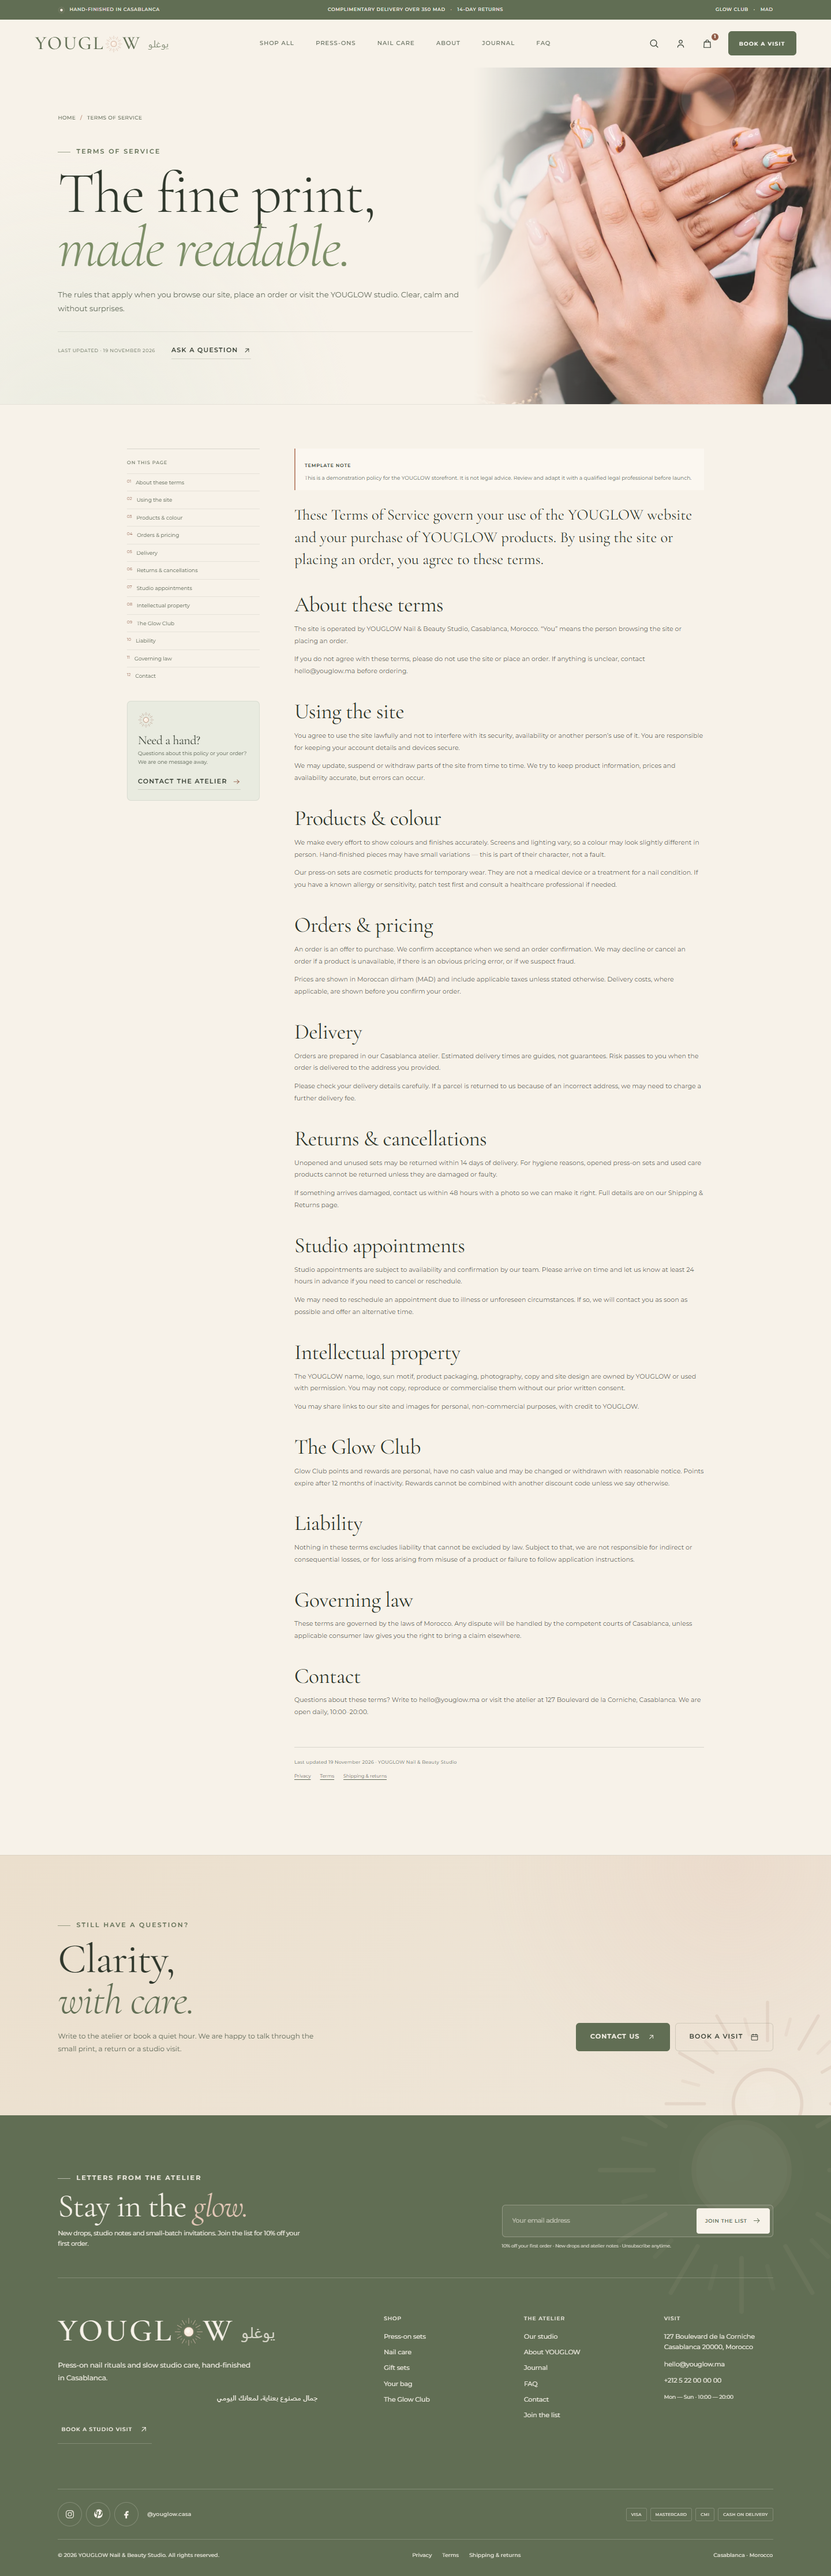 HAND-FINISHED IN CASABLANCA
COMPLIMENTARY DELIVERY OVER 350 MAD · 14-DAY RETURNS
GLOW CLUB · MAD
YOUGLOW يوغلو
SHOP ALL
PRESS-ONS
NAIL CARE
ABOUT
JOURNAL
FAQ
BOOK A VISIT
HOME / TERMS OF SERVICE
TERMS OF SERVICE
The fine print,
made readable.
The rules that apply when you browse our site, place an order or visit the YOUGLOW studio. Clear, calm and
without surprises.
LAST UPDATED · 19 NOVEMBER 2026
ASK A QUESTION
ON THIS PAGE
01 About these terms
02 Using the site
03 Products & colour
04 Orders & pricing
05 Delivery
06 Returns & cancellations
07 Studio appointments
08 Intellectual property
09 The Glow Club
10 Liability
11 Governing law
12 Contact
Need a hand?
Questions about this policy or your order?
We are one message away.
CONTACT THE ATELIER
TEMPLATE NOTE
This is a demonstration policy for the YOUGLOW storefront. It is not legal advice. Review and adapt it with a qualified legal professional before launch.
These Terms of Service govern your use of the YOUGLOW website
and your purchase of YOUGLOW products. By using the site or
placing an order, you agree to these terms.
About these terms
The site is operated by YOUGLOW Nail & Beauty Studio, Casablanca, Morocco. “You” means the person browsing the site or
placing an order.
If you do not agree with these terms, please do not use the site or place an order. If anything is unclear, contact
hello@youglow.ma before ordering.
Using the site
You agree to use the site lawfully and not to interfere with its security, availability or another person’s use of it. You are responsible
for keeping your account details and devices secure.
We may update, suspend or withdraw parts of the site from time to time. We try to keep product information, prices and
availability accurate, but errors can occur.
Products & colour
We make every effort to show colours and finishes accurately. Screens and lighting vary, so a colour may look slightly different in
person. Hand-finished pieces may have small variations — this is part of their character, not a fault.
Our press-on sets are cosmetic products for temporary wear. They are not a medical device or a treatment for a nail condition. If
you have a known allergy or sensitivity, patch test first and consult a healthcare professional if needed.
Orders & pricing
An order is an offer to purchase. We confirm acceptance when we send an order confirmation. We may decline or cancel an
order if a product is unavailable, if there is an obvious pricing error, or if we suspect fraud.
Prices are shown in Moroccan dirham (MAD) and include applicable taxes unless stated otherwise. Delivery costs, where
applicable, are shown before you confirm your order.
Delivery
Orders are prepared in our Casablanca atelier. Estimated delivery times are guides, not guarantees. Risk passes to you when the
order is delivered to the address you provided.
Please check your delivery details carefully. If a parcel is returned to us because of an incorrect address, we may need to charge a
further delivery fee.
Returns & cancellations
Unopened and unused sets may be returned within 14 days of delivery. For hygiene reasons, opened press-on sets and used care
products cannot be returned unless they are damaged or faulty.
If something arrives damaged, contact us within 48 hours with a photo so we can make it right. Full details are on our Shipping &
Returns page.
Studio appointments
Studio appointments are subject to availability and confirmation by our team. Please arrive on time and let us know at least 24
hours in advance if you need to cancel or reschedule.
We may need to reschedule an appointment due to illness or unforeseen circumstances. If so, we will contact you as soon as
possible and offer an alternative time.
Intellectual property
The YOUGLOW name, logo, sun motif, product packaging, photography, copy and site design are owned by YOUGLOW or used
with permission. You may not copy, reproduce or commercialise them without our prior written consent.
You may share links to our site and images for personal, non-commercial purposes, with credit to YOUGLOW.
The Glow Club
Glow Club points and rewards are personal, have no cash value and may be changed or withdrawn with reasonable notice. Points
expire after 12 months of inactivity. Rewards cannot be combined with another discount code unless we say otherwise.
Liability
Nothing in these terms excludes liability that cannot be excluded by law. Subject to that, we are not responsible for indirect or
consequential losses, or for loss arising from misuse of a product or failure to follow application instructions.
Governing law
These terms are governed by the laws of Morocco. Any dispute will be handled by the competent courts of Casablanca, unless
applicable consumer law gives you the right to bring a claim elsewhere.
Contact
Questions about these terms? Write to hello@youglow.ma or visit the atelier at 127 Boulevard de la Corniche, Casablanca. We are
open daily, 10:00–20:00.
Last updated 19 November 2026 · YOUGLOW Nail & Beauty Studio
Privacy
Terms
Shipping & returns
STILL HAVE A QUESTION?
Clarity,
with care.
Write to the atelier or book a quiet hour. We are happy to talk through the
small print, a return or a studio visit.
CONTACT US
BOOK A VISIT
LETTERS FROM THE ATELIER
Stay in the glow.
New drops, studio notes and small-batch invitations. Join the list for 10% off your
first order.
Your email address
JOIN THE LIST
10% off your first order · New drops and atelier notes · Unsubscribe anytime.
YOUGLOW يوغلو
Press-on nail rituals and slow studio care, hand-finished
in Casablanca.
جمال مصنوع بعناية، لمعانك اليومي
BOOK A STUDIO VISIT
SHOP
Press-on sets
Nail care
Gift sets
Your bag
The Glow Club
THE ATELIER
Our studio
About YOUGLOW
Journal
FAQ
Contact
Join the list
VISIT
127 Boulevard de la Corniche
Casablanca 20000, Morocco
hello@youglow.ma
+212 5 22 00 00 00
Mon — Sun · 10:00 — 20:00
@youglow.casa
VISA
MASTERCARD
CMI
CASH ON DELIVERY
© 2026 YOUGLOW Nail & Beauty Studio. All rights reserved.
Privacy
Terms
Shipping & returns
Casablanca · Morocco